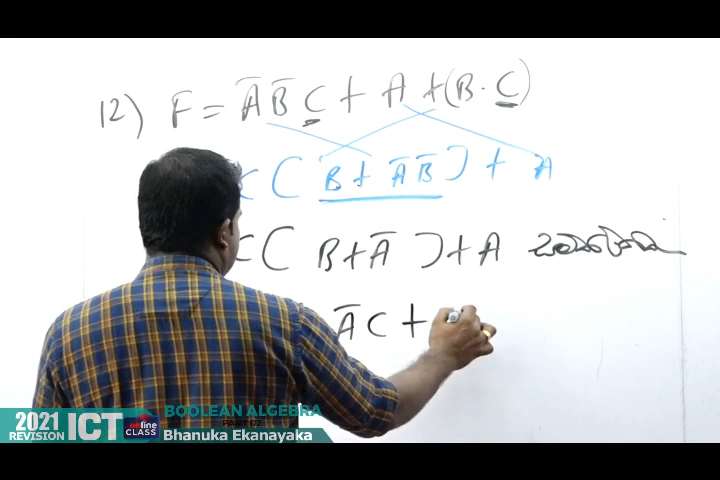 12) F = A̅ B̅ C + A + (B · C)
C ( B + A̅ B̅ ) + A
C ( B + A̅ ) + A
A̅ C +
2021 ICT online CLASS BOOLEAN ALGEBRA
REVISION PART 02
Bhanuka Ekanayaka